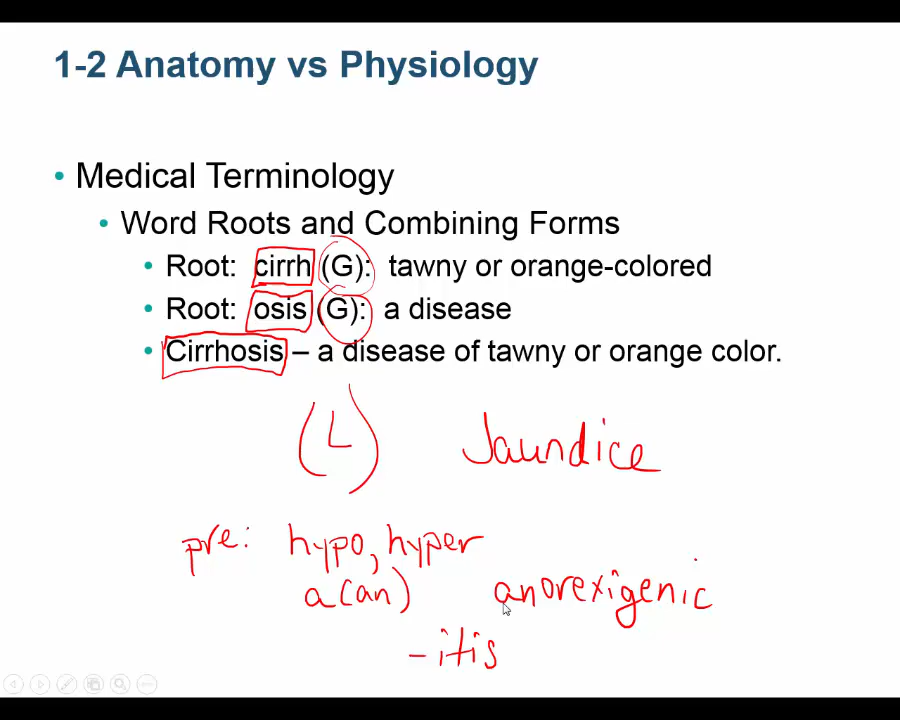 1-2 Anatomy vs Physiology
• Medical Terminology
• Word Roots and Combining Forms
• Root: cirrh (G): tawny or orange-colored
• Root: osis (G): a disease
• Cirrhosis – a disease of tawny or orange color.
(L) Jaundice
pre: hypo, hyper
a(an) anorexigenic
-itis